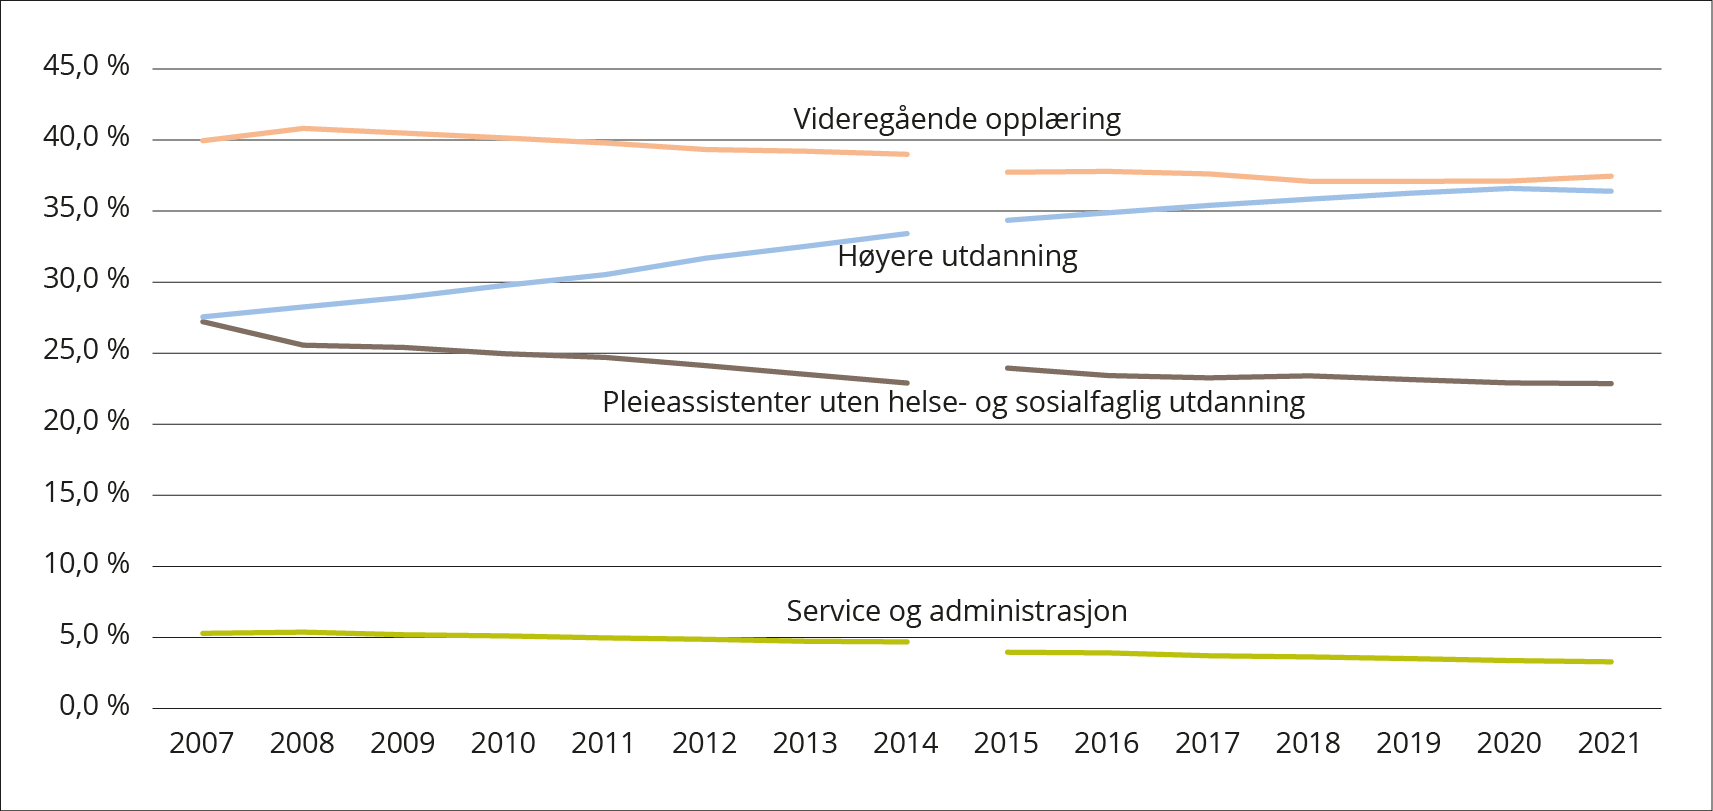 45,0 %
40,0 %
35,0 %
30,0 %
25,0 %
20,0 %
15,0 %
10,0 %
5,0 %
0,0 %
Videregående opplæring
Høyere utdanning
Pleieassistenter uten helse- og sosialfaglig utdanning
Service og administrasjon
2007 2008 2009 2010 2011 2012 2013 2014 2015 2016 2017 2018 2019 2020 2021